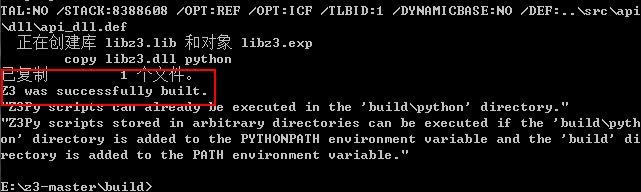 TAL:NO /STACK:8388608 /OPT:REF /OPT:ICF /TLBID:1 /DYNAMICBASE:NO /DEF:..\src\api
\dll\api_dll.def
正在创建库 libz3.lib 和对象 libz3.exp
copy libz3.dll python
已复制         1 个文件。
Z3 was successfully built.
"Z3Py scripts can already be executed in the 'build\python' directory."
"Z3Py scripts stored in arbitrary directories can be executed if the 'build\pyth
on' directory is added to the PYTHONPATH environment variable and the 'build' di
rectory is added to the PATH environment variable."
E:\z3-master\build>